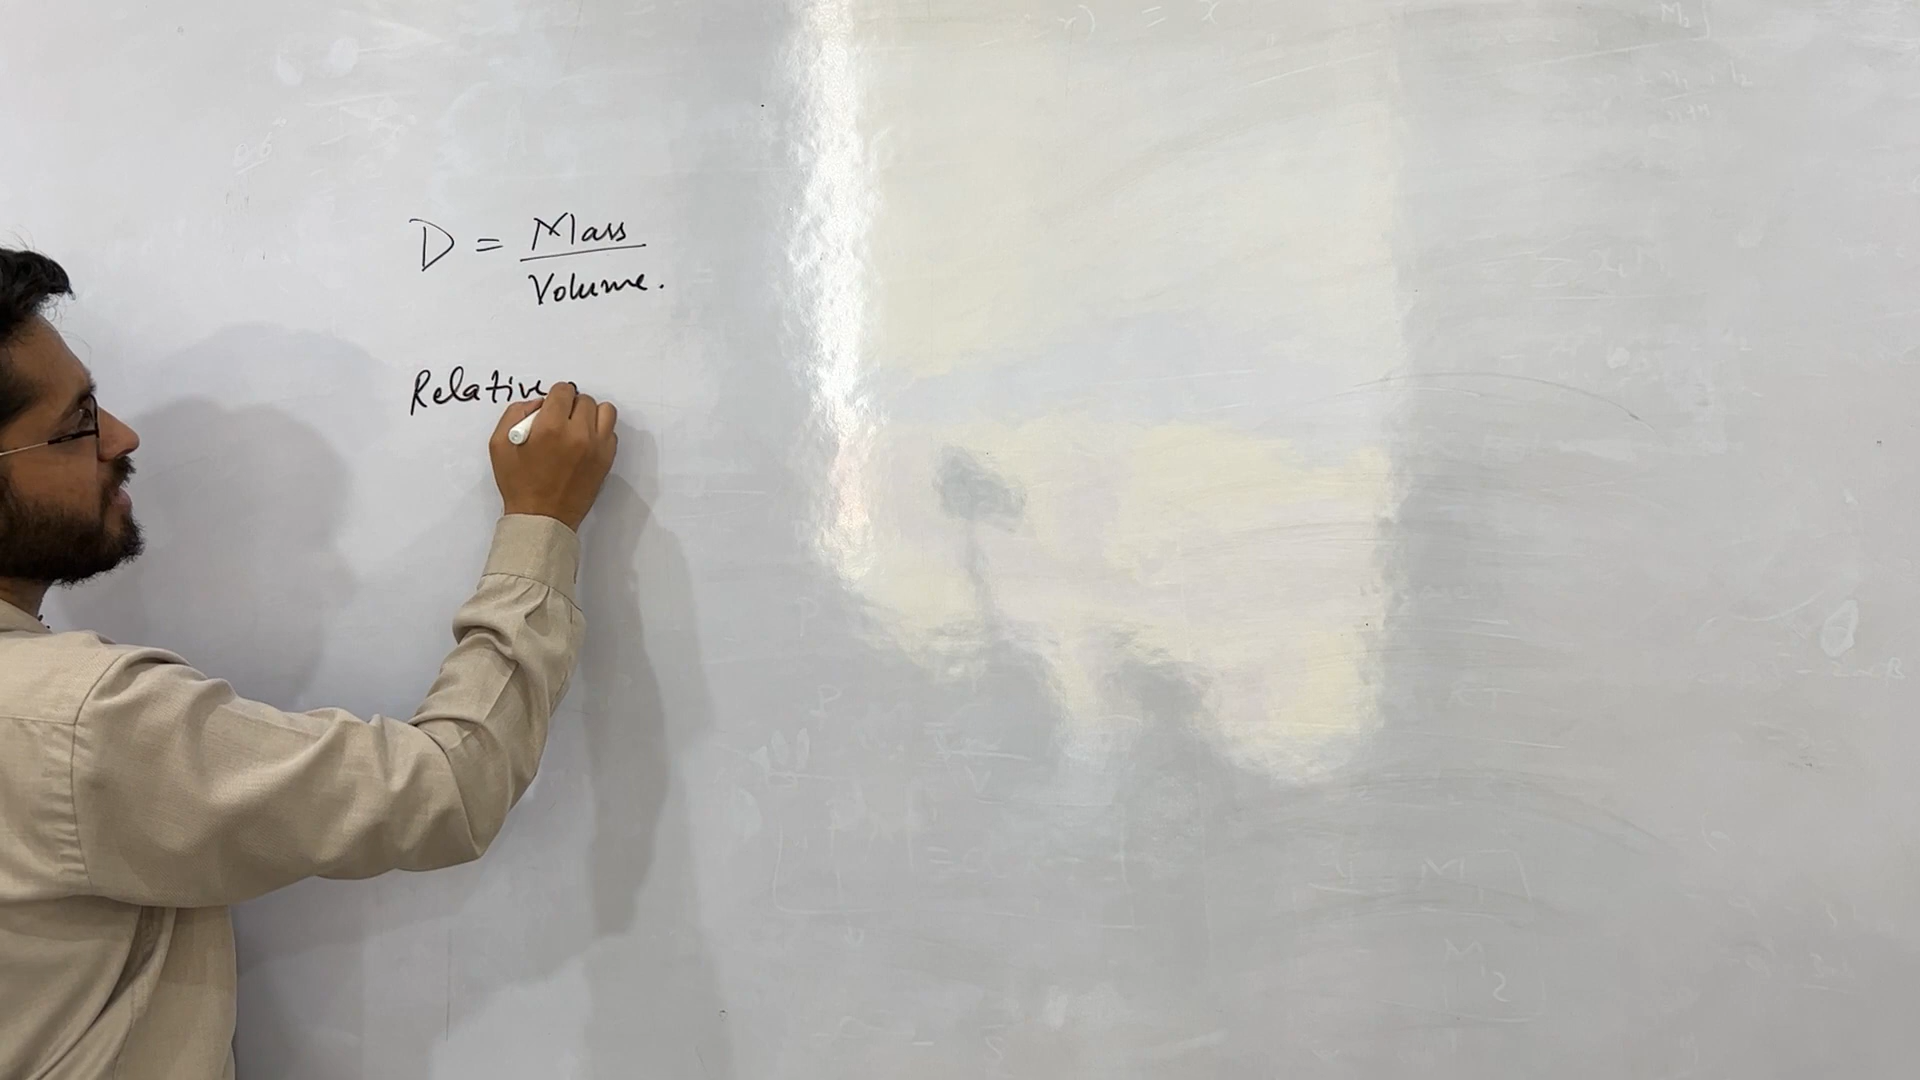 D = Mass / Volume.
Relative